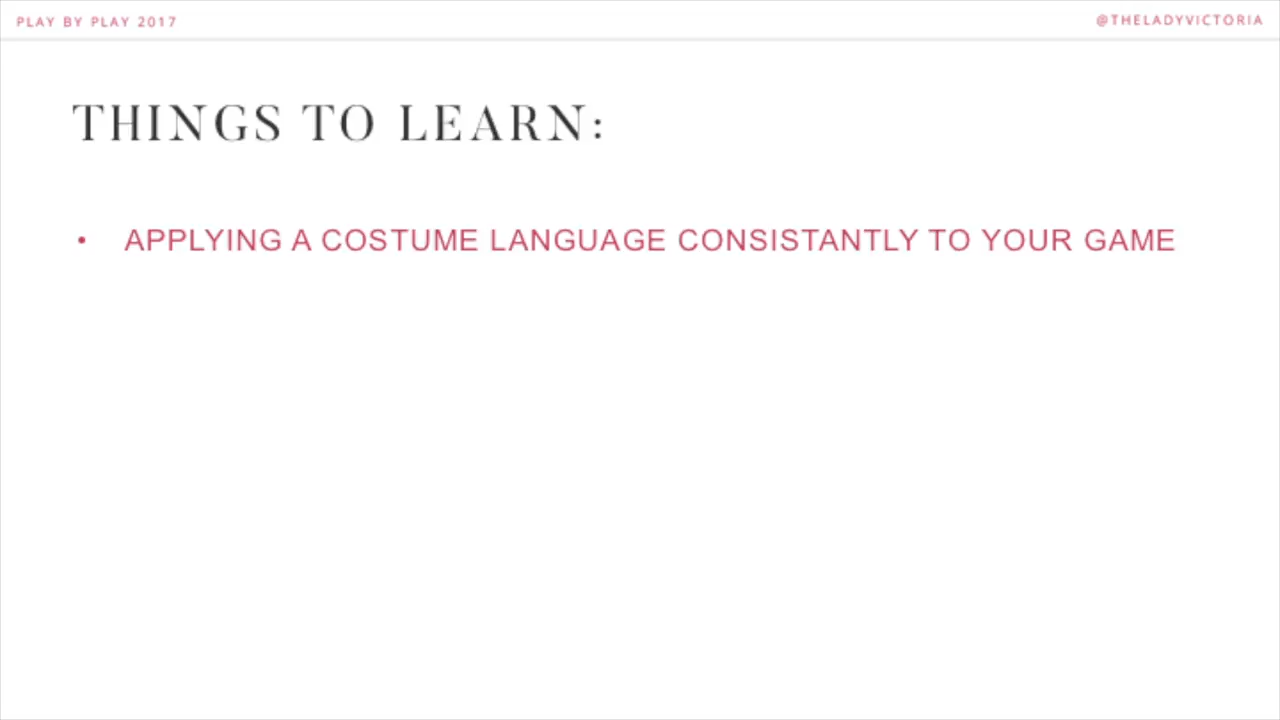 PLAY BY PLAY 2017
@THELADYVICTORIA
THINGS TO LEARN:
• APPLYING A COSTUME LANGUAGE CONSISTANTLY TO YOUR GAME